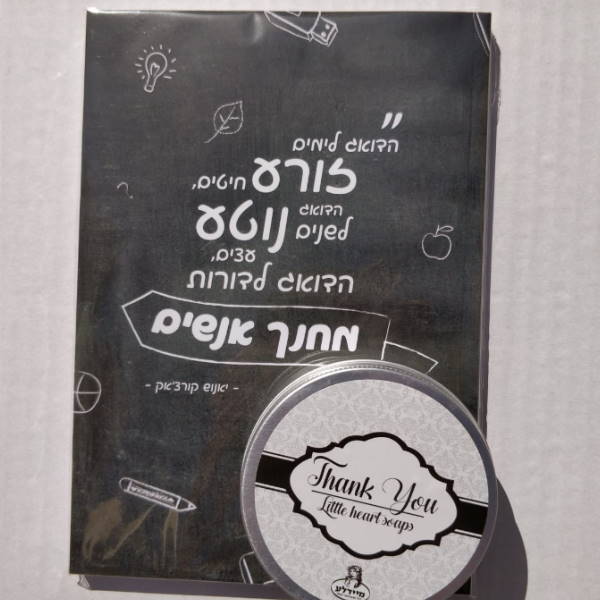 "הדואג לימים
זורע חיטים,
הדואג
לשנים נוטע
עצים,
הדואג לדורות
מחנך אנשים
- יאנוש קורצ'אק -
Thank You
Little heart soaps
מיידלע